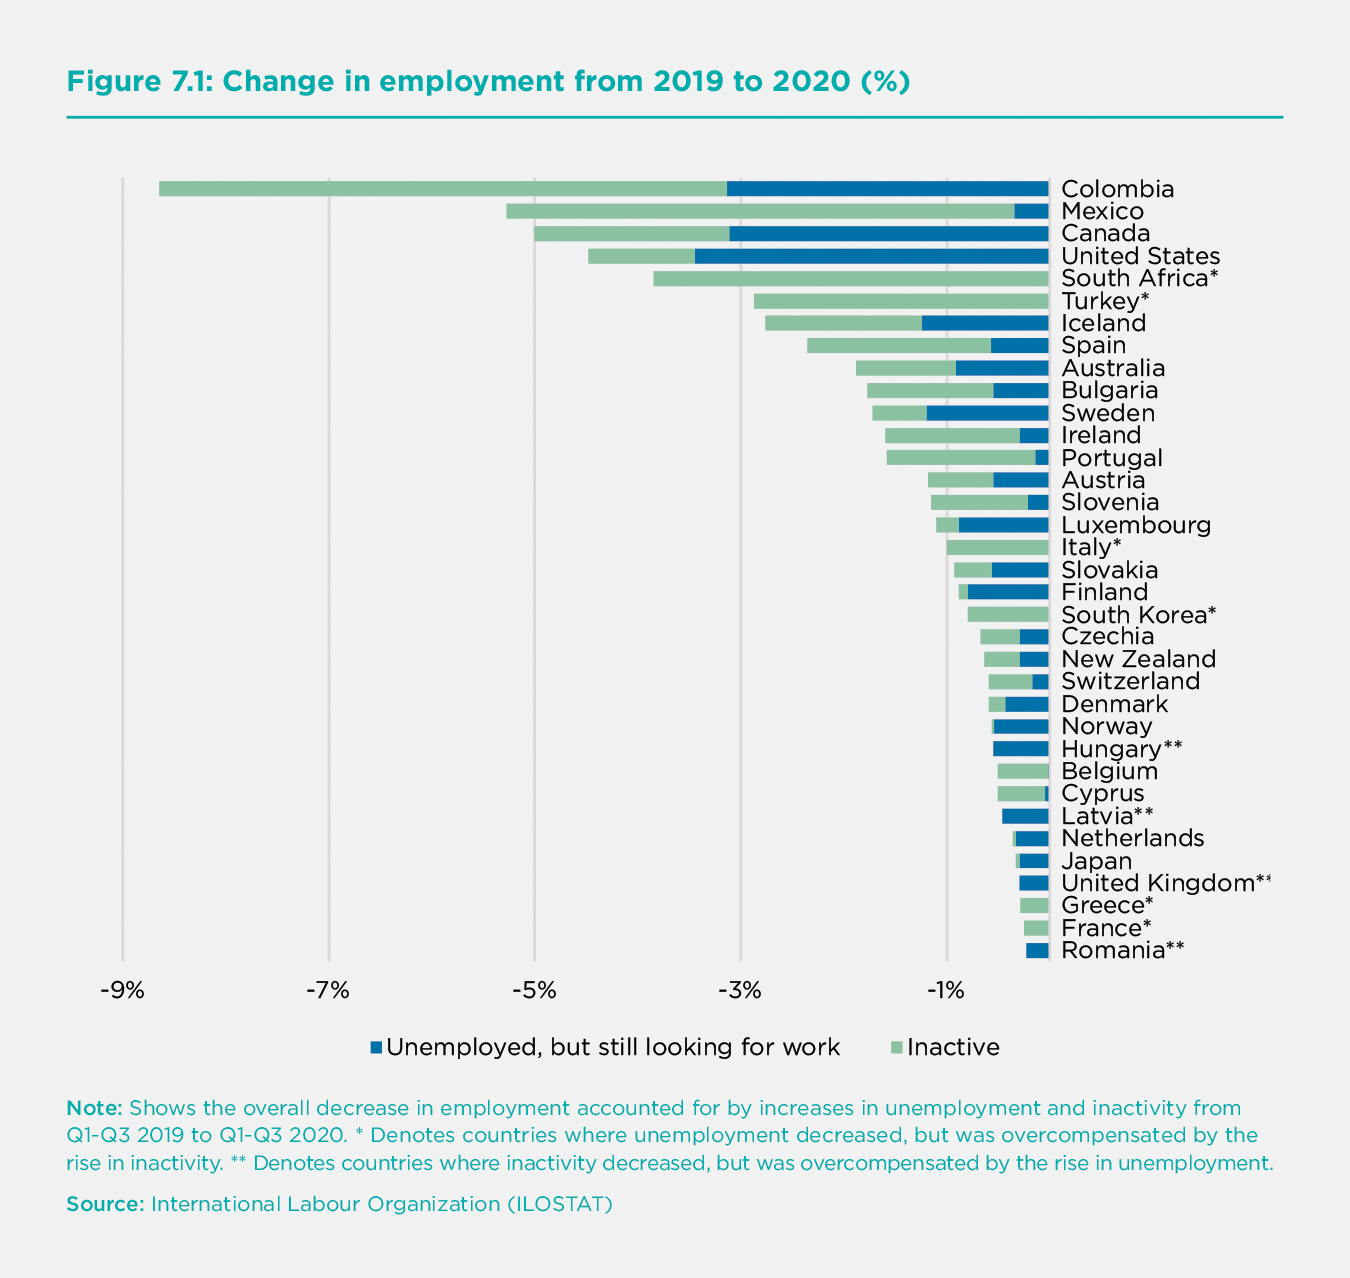 Figure 7.1: Change in employment from 2019 to 2020 (%)
Colombia
Mexico
Canada
United States
South Africa*
Turkey*
Iceland
Spain
Australia
Bulgaria
Sweden
Ireland
Portugal
Austria
Slovenia
Luxembourg
Italy*
Slovakia
Finland
South Korea*
Czechia
New Zealand
Switzerland
Denmark
Norway
Hungary**
Belgium
Cyprus
Latvia**
Netherlands
Japan
United Kingdom**
Greece*
France*
Romania**
-9% -7% -5% -3% -1%
Unemployed, but still looking for work Inactive
Note: Shows the overall decrease in employment accounted for by increases in unemployment and inactivity from
Q1-Q3 2019 to Q1-Q3 2020. * Denotes countries where unemployment decreased, but was overcompensated by the
rise in inactivity. ** Denotes countries where inactivity decreased, but was overcompensated by the rise in unemployment.
Source: International Labour Organization (ILOSTAT)